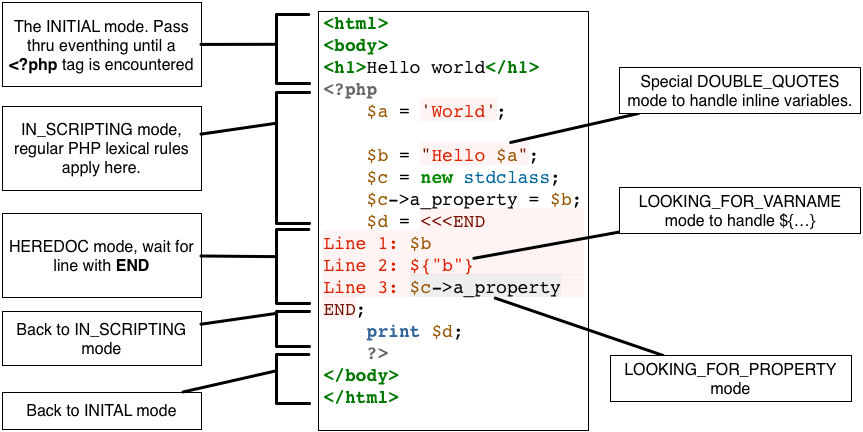 The INITIAL mode. Pass
thru eventhing until a
<?php tag is encountered
IN_SCRIPTING mode,
regular PHP lexical rules
apply here.
HEREDOC mode, wait for
line with END
Back to IN_SCRIPTING
mode
Back to INITAL mode
<html>
<body>
<h1>Hello world</h1>
<?php
$a = 'World';
$b = "Hello $a";
$c = new stdclass;
$c->a_property = $b;
$d = <<<END
Line 1: $b
Line 2: ${"b"}
Line 3: $c->a_property
END;
print $d;
?>
</body>
</html>
Special DOUBLE_QUOTES
mode to handle inline variables.
LOOKING_FOR_VARNAME
mode to handle ${...}
LOOKING_FOR_PROPERTY
mode